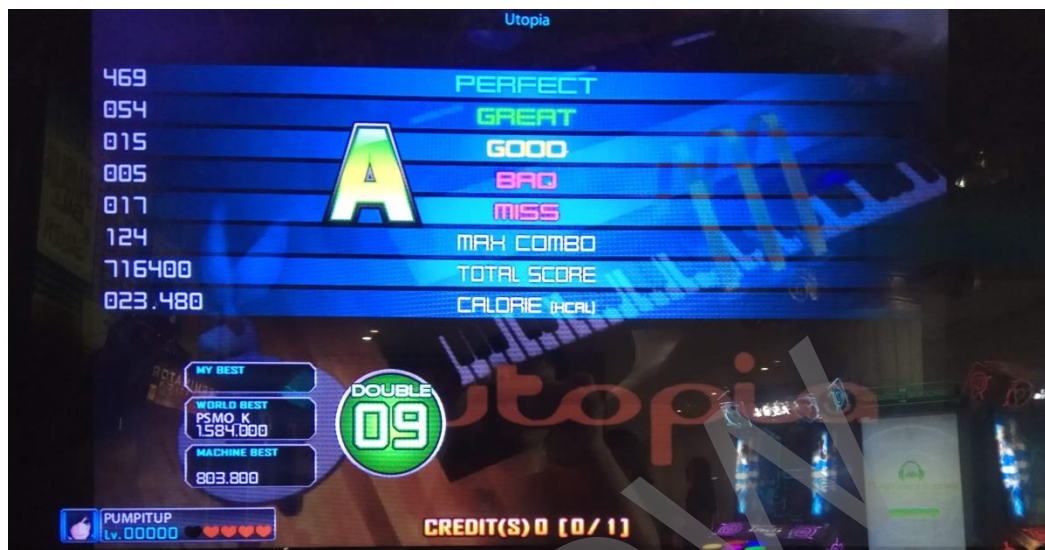 Utopia
469 PERFECT
054 GREAT
015 GOOD
005 BAD
017 MISS
A
124 MAX COMBO
716400 TOTAL SCORE
023.480 CALORIE (KCAL)
utopia
MY BEST
WORLD BEST
PSMO_K
1.584.000
MACHINE BEST
803.800
DOUBLE
09
PUMPITUP
Lv.00000
CREDIT(S) 0 [0/1]